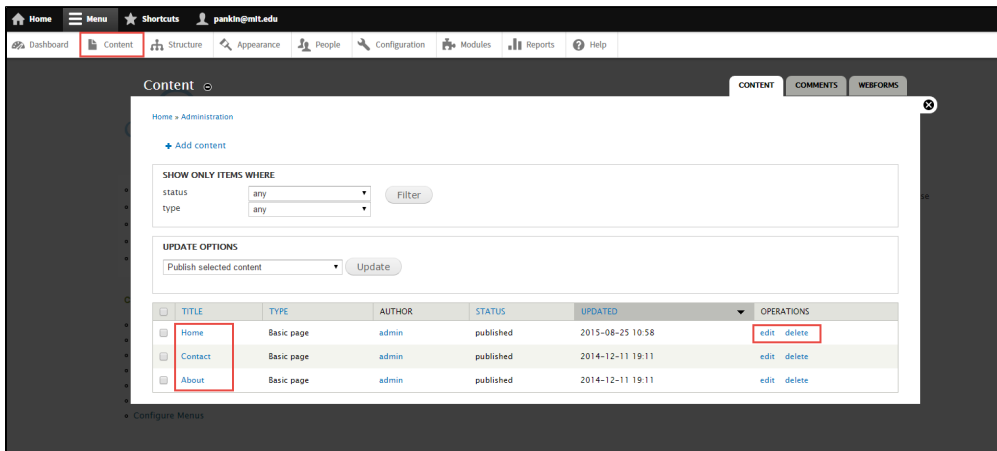 Home Menu Shortcuts pankin@mit.edu
Dashboard Content Structure Appearance People Configuration Modules Reports Help
Content
CONTENT COMMENTS WEBFORMS
Home » Administration
+ Add content
SHOW ONLY ITEMS WHERE
status any Filter
type any
UPDATE OPTIONS
Publish selected content Update
TITLE TYPE AUTHOR STATUS UPDATED OPERATIONS
Home Basic page admin published 2015-08-25 10:58 edit delete
Contact Basic page admin published 2014-12-11 19:11 edit delete
About Basic page admin published 2014-12-11 19:11 edit delete
Configure Menus